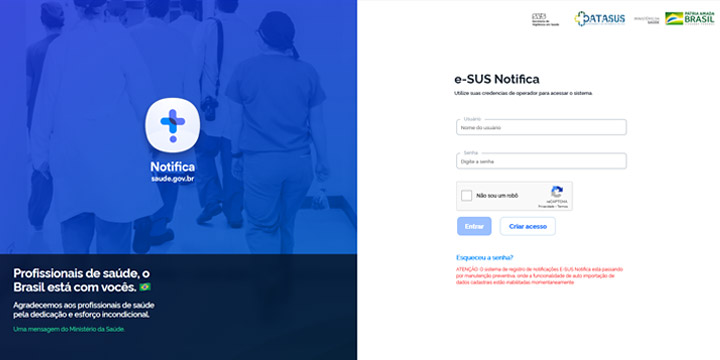 Notifica
saude.gov.br
Profissionais de saúde, o
Brasil está com vocês.
Agradecemos aos profissionais de saúde
pela dedicação e esforço incondicional.
Uma mensagem do Ministério da Saúde.
SVS
DATASUS
PÁTRIA AMADA
BRASIL
e-SUS Notifica
Utilize suas credenciais de operador para acessar o sistema.
Usuário
Nome do usuário
Senha
Digite a senha
Não sou um robô
reCAPTCHA
Privacidade - Termos
Entrar
Criar acesso
Esqueceu a senha?
ATENÇÃO: O sistema de registro de notificações E-SUS Notifica está passando
por manutenção preventiva, onde a funcionalidade de auto importação de
dados cadastrais estão inabilitadas momentaneamente.